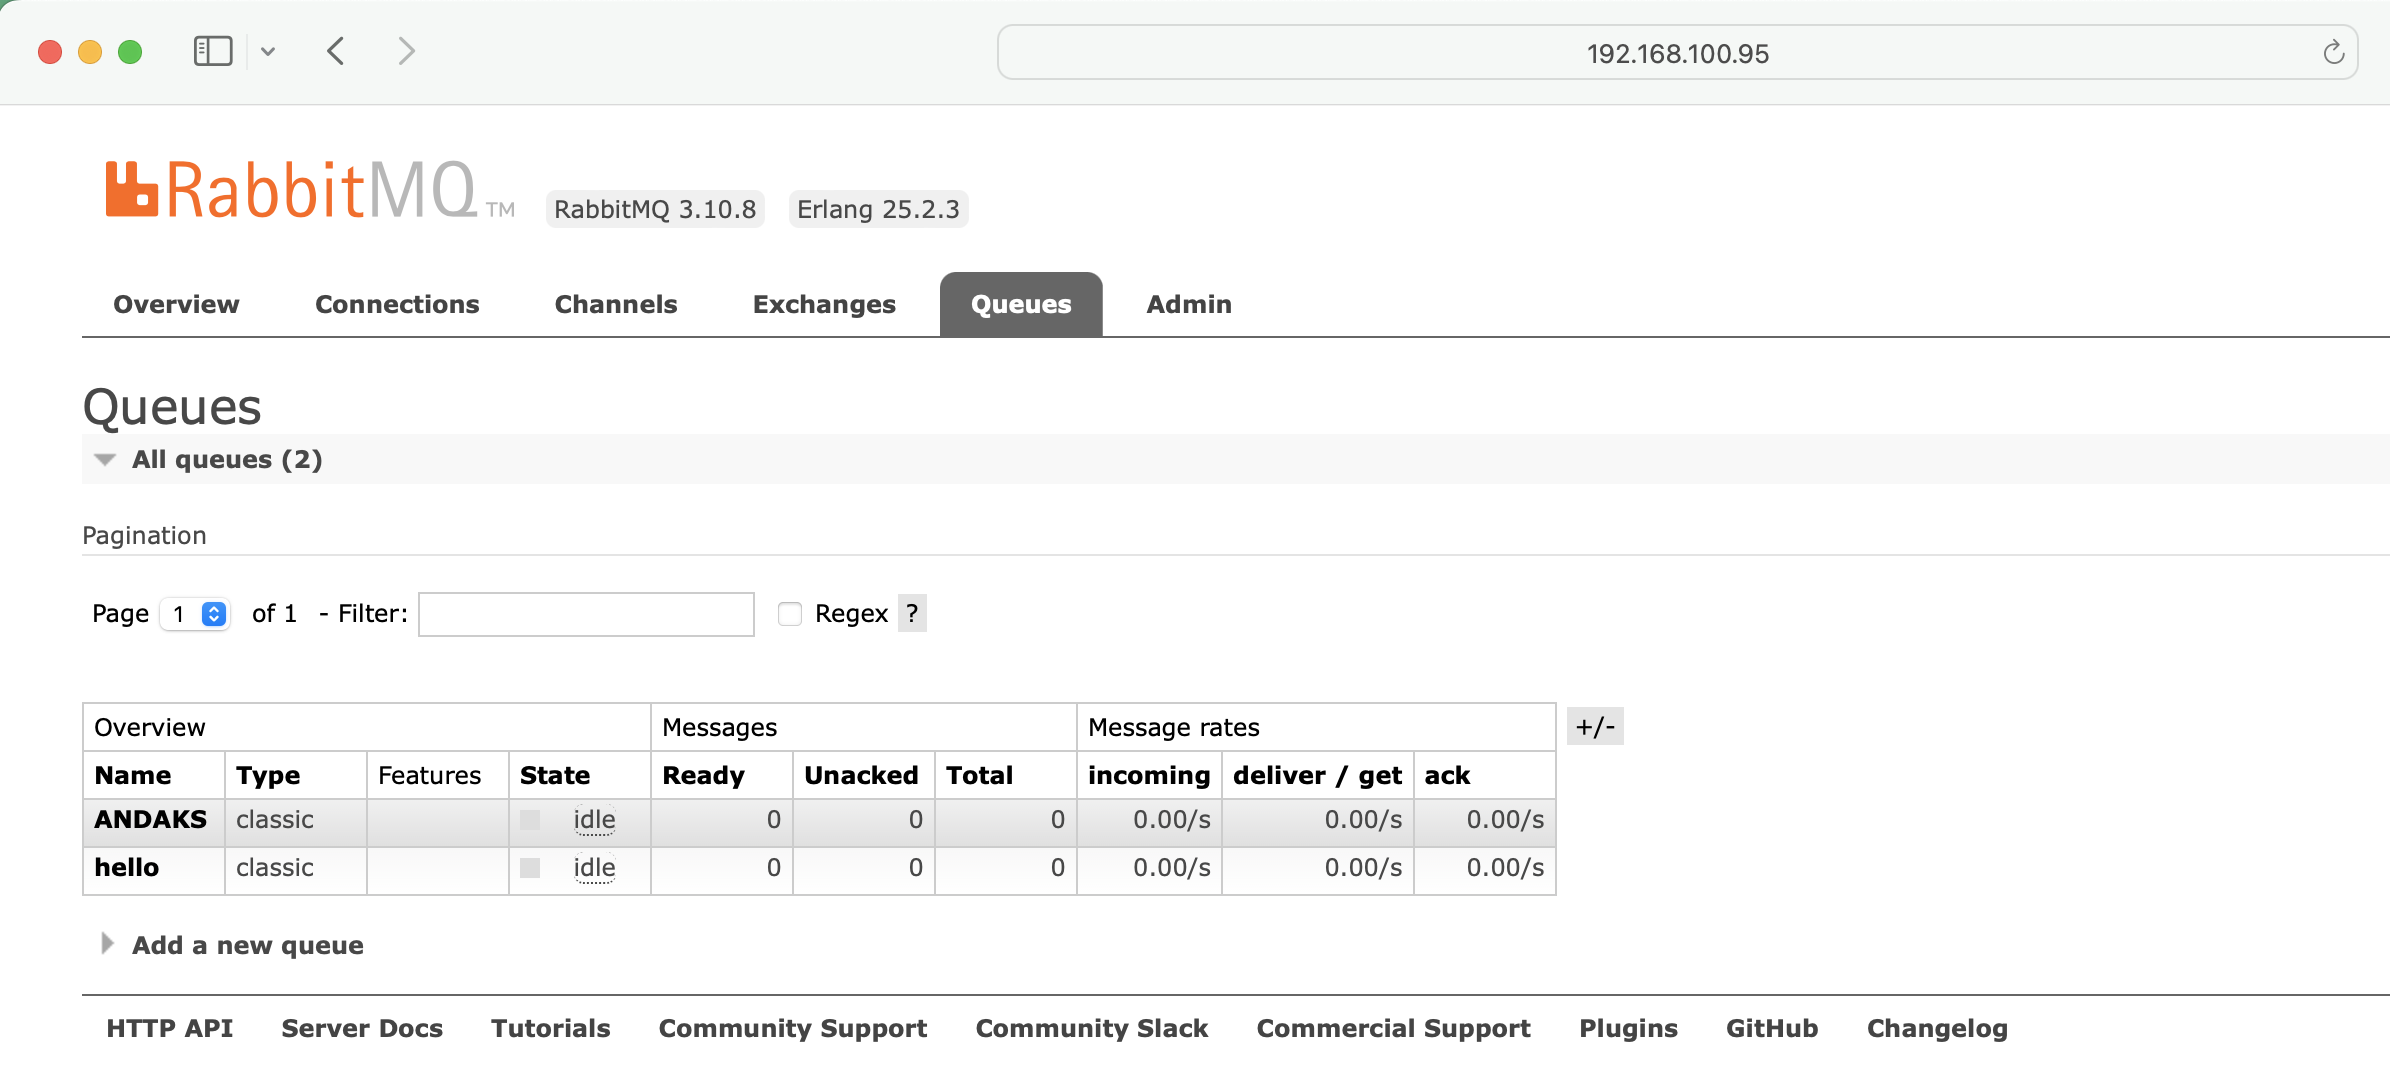 192.168.100.95
RabbitMQ TM RabbitMQ 3.10.8 Erlang 25.2.3
Overview Connections Channels Exchanges Queues Admin
Queues
All queues (2)
Pagination
Page 1 of 1 - Filter: Regex ?
Overview Messages Message rates +/-
Name Type Features State Ready Unacked Total incoming deliver / get ack
ANDAKS classic idle 0 0 0 0.00/s 0.00/s 0.00/s
hello classic idle 0 0 0 0.00/s 0.00/s 0.00/s
Add a new queue
HTTP API Server Docs Tutorials Community Support Community Slack Commercial Support Plugins GitHub Changelog